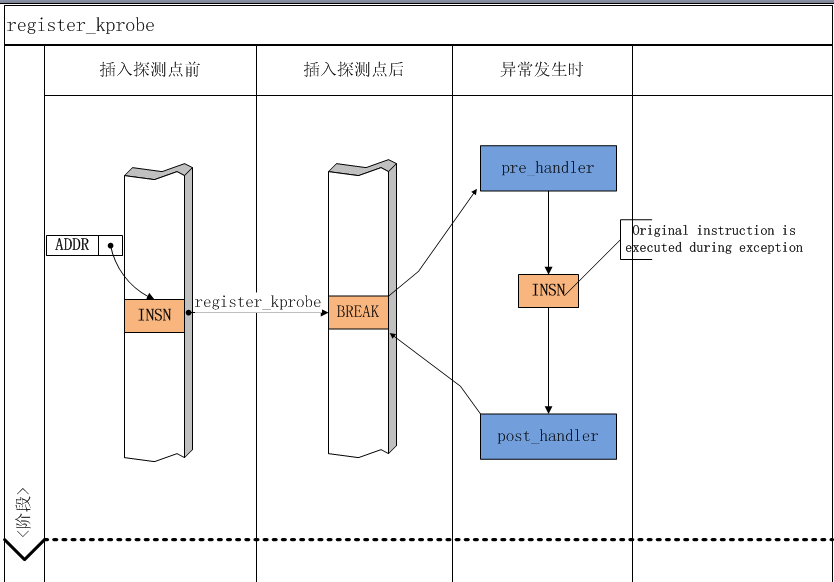 register_kprobe
插入探测点前
插入探测点后
异常发生时
pre_handler
ADDR
Original instruction is
executed during exception
INSN
register_kprobe
INSN
BREAK
post_handler
<阶段>